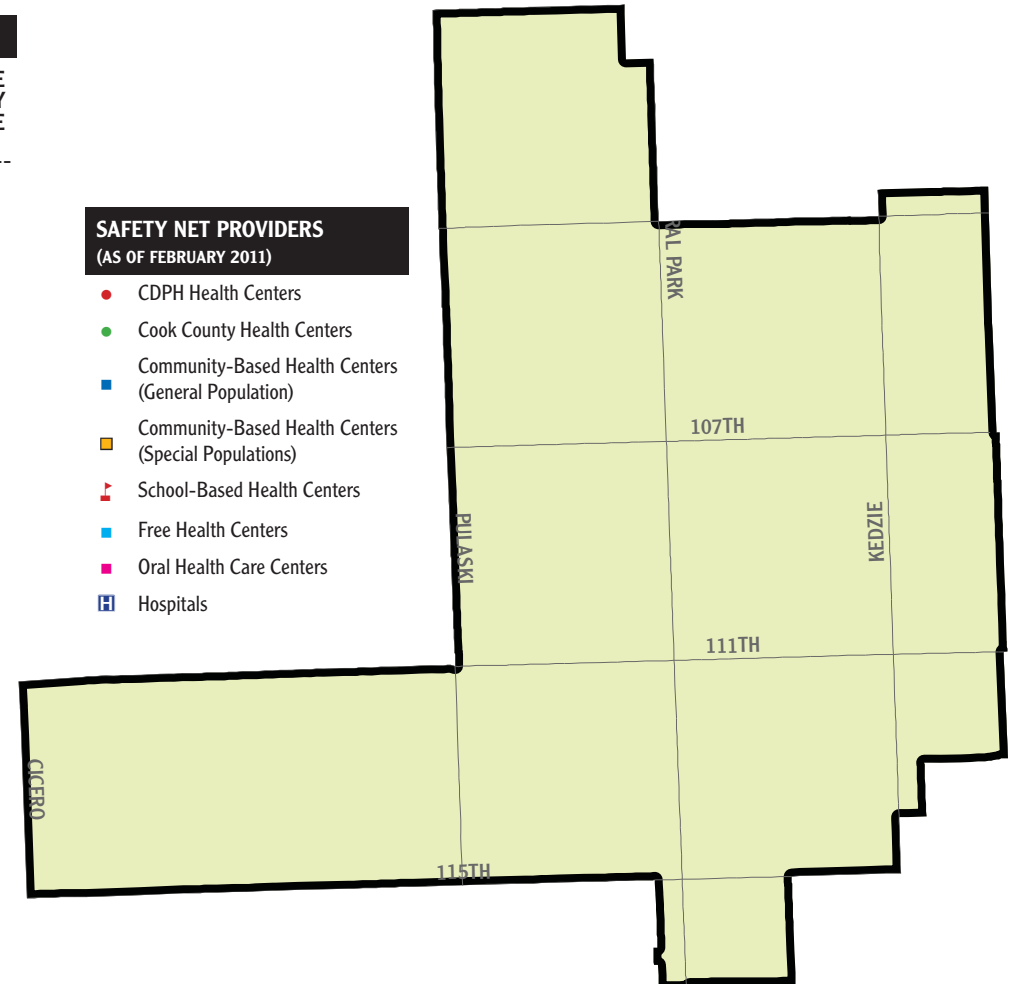 E
Y
E
--
SAFETY NET PROVIDERS
(AS OF FEBRUARY 2011)
CDPH Health Centers
Cook County Health Centers
Community-Based Health Centers
(General Population)
Community-Based Health Centers
(Special Populations)
School-Based Health Centers
Free Health Centers
Oral Health Care Centers
H Hospitals
RAL PARK
107TH
PULASKI
KEDZIE
111TH
CICERO
115TH